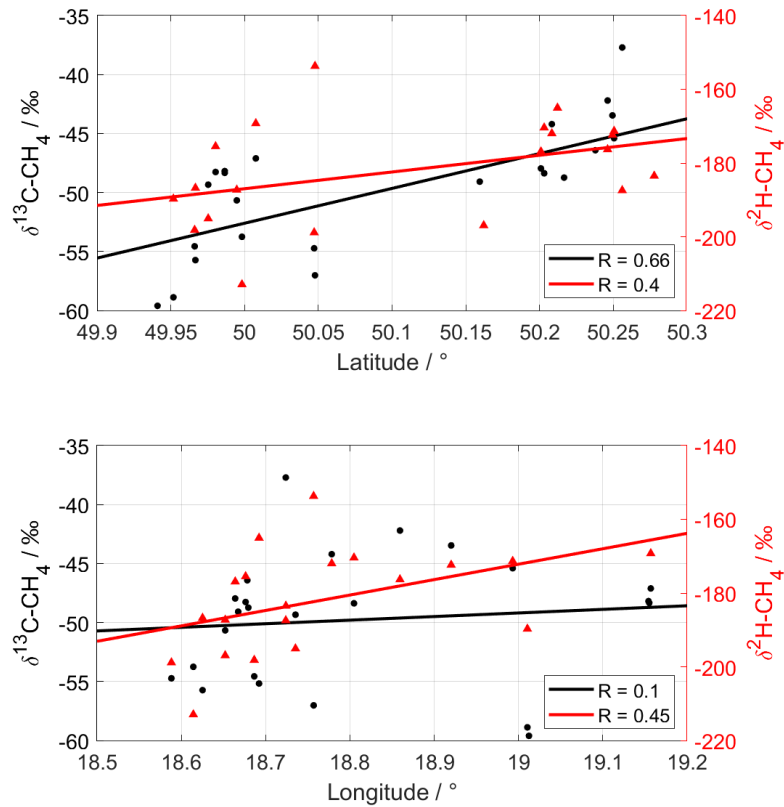 -35
-40
-45
-50
-55
-60
δ13C-CH4 / ‰
-140
-160
-180
-200
-220
δ2H-CH4 / ‰
R = 0.66
R = 0.4
49.9 49.95 50 50.05 50.1 50.15 50.2 50.25 50.3
Latitude / °
-35
-40
-45
-50
-55
-60
δ13C-CH4 / ‰
-140
-160
-180
-200
-220
δ2H-CH4 / ‰
R = 0.1
R = 0.45
18.5 18.6 18.7 18.8 18.9 19 19.1 19.2
Longitude / °